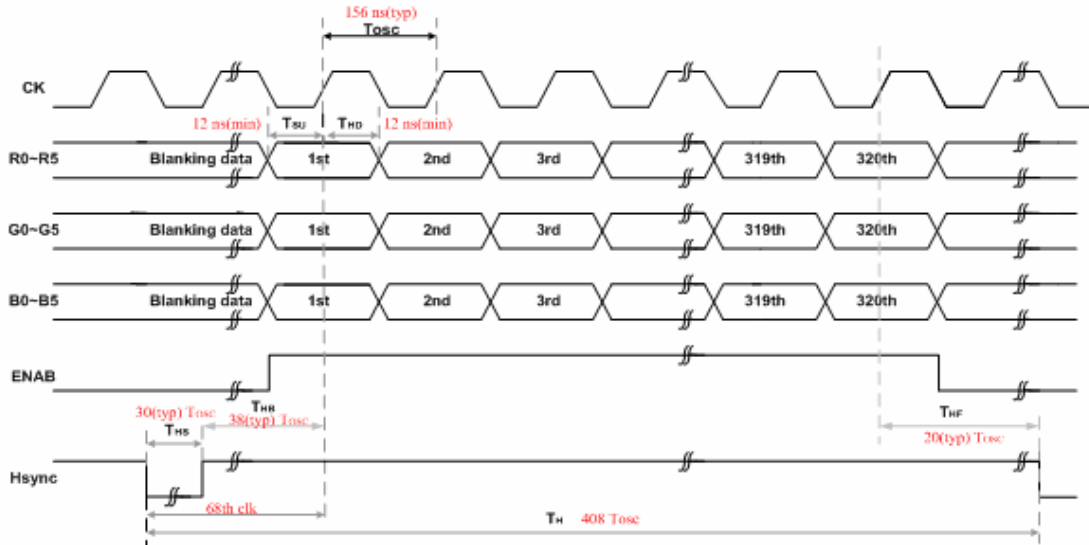 156 ns(typ)
Tosc
CK
12 ns(min) TSU THD 12 ns(min)
R0~R5 Blanking data 1st 2nd 3rd 319th 320th
G0~G5 Blanking data 1st 2nd 3rd 319th 320th
B0~B5 Blanking data 1st 2nd 3rd 319th 320th
ENAB
30(typ) Tosc THB THF
THS 38(typ) Tosc 20(typ) Tosc
Hsync
68th clk
TH 408 Tosc